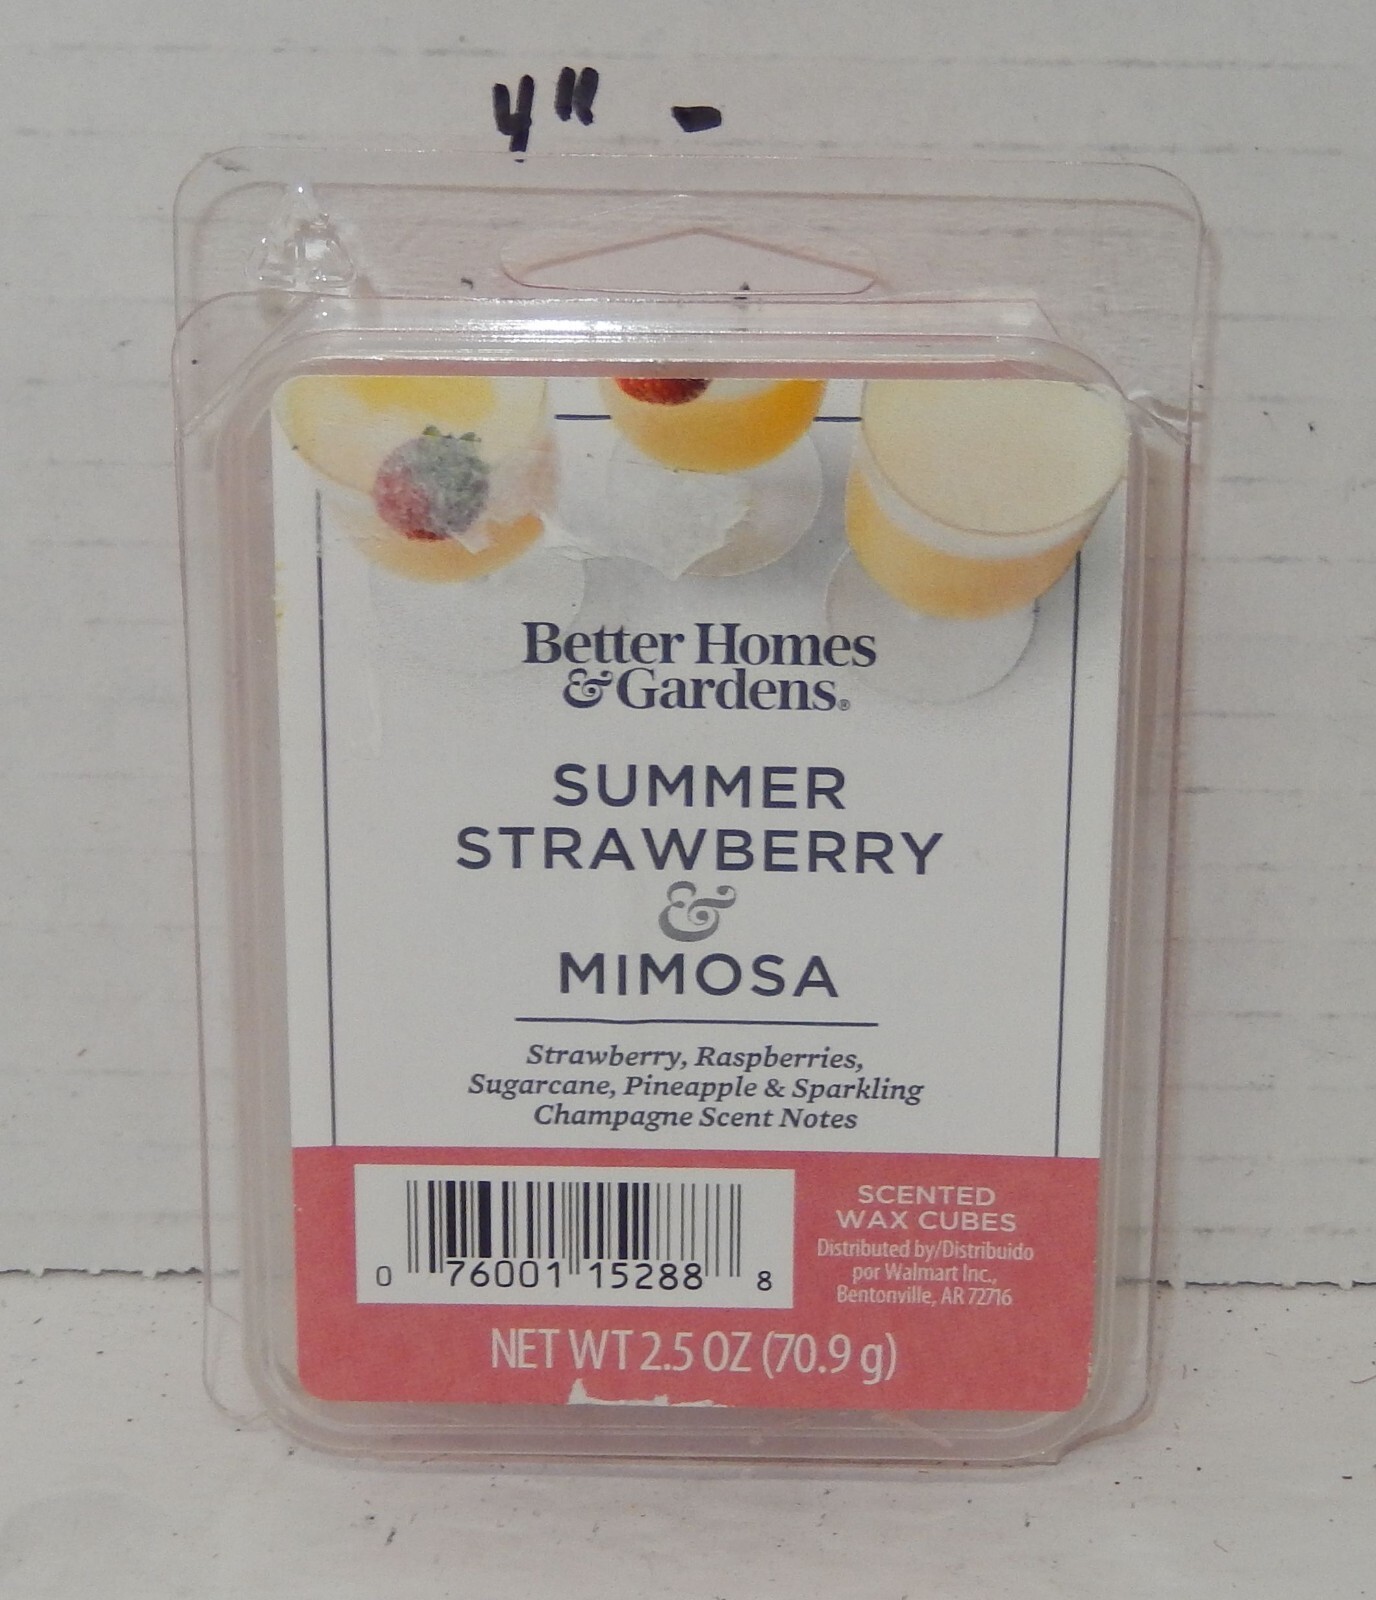 4" -
Better Homes
& Gardens®
SUMMER
STRAWBERRY
&
MIMOSA
Strawberry, Raspberries,
Sugarcane, Pineapple & Sparkling
Champagne Scent Notes
SCENTED
WAX CUBES
Distributed by/Distribuido
por Walmart Inc.,
Bentonville, AR 72716
0 76001 15288 8
NET WT 2.5 OZ (70.9 g)